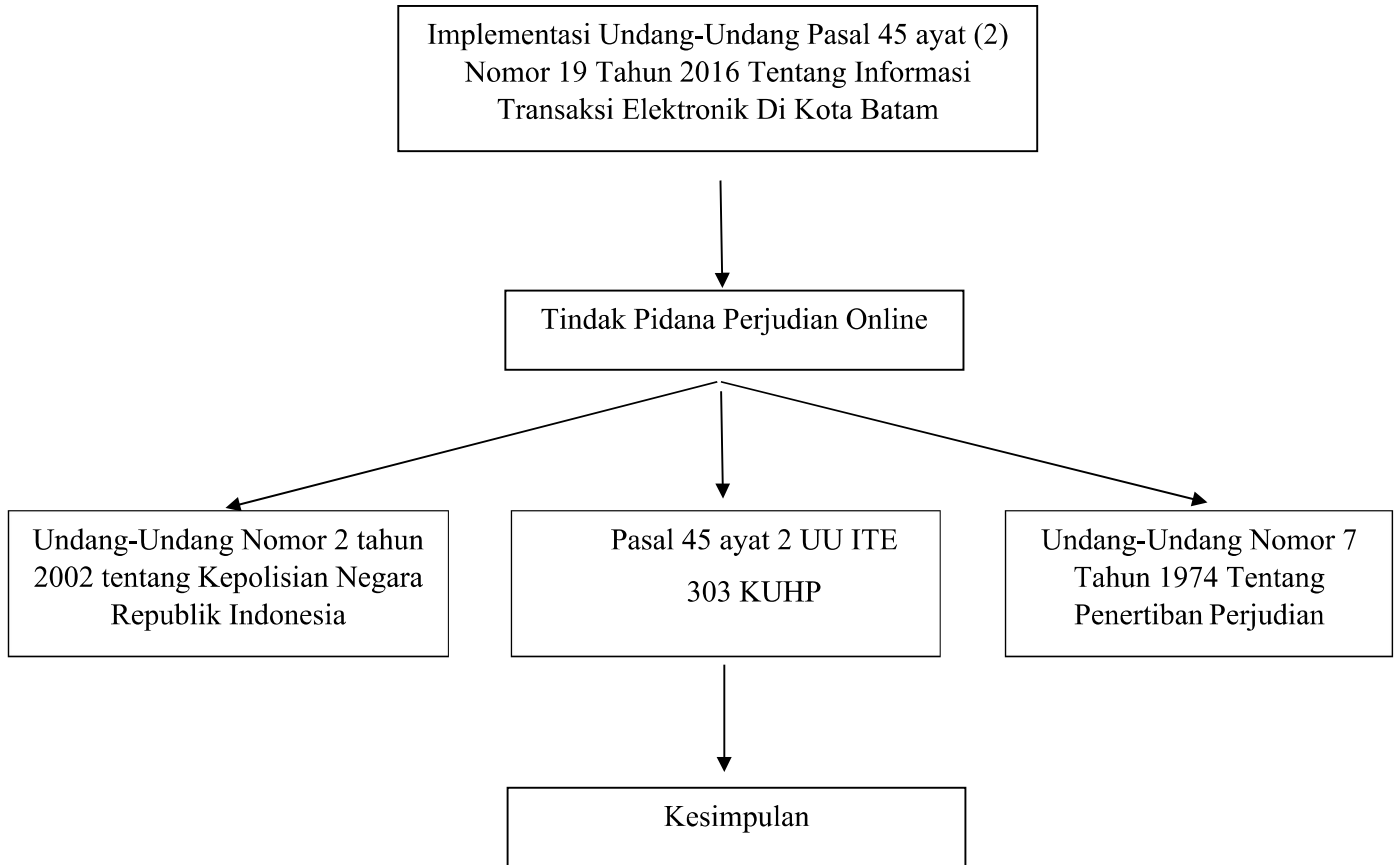 Implementasi Undang-Undang Pasal 45 ayat (2)
Nomor 19 Tahun 2016 Tentang Informasi
Transaksi Elektronik Di Kota Batam
Tindak Pidana Perjudian Online
Undang-Undang Nomor 2 tahun
2002 tentang Kepolisian Negara
Republik Indonesia
Pasal 45 ayat 2 UU ITE
303 KUHP
Undang-Undang Nomor 7
Tahun 1974 Tentang
Penertiban Perjudian
Kesimpulan